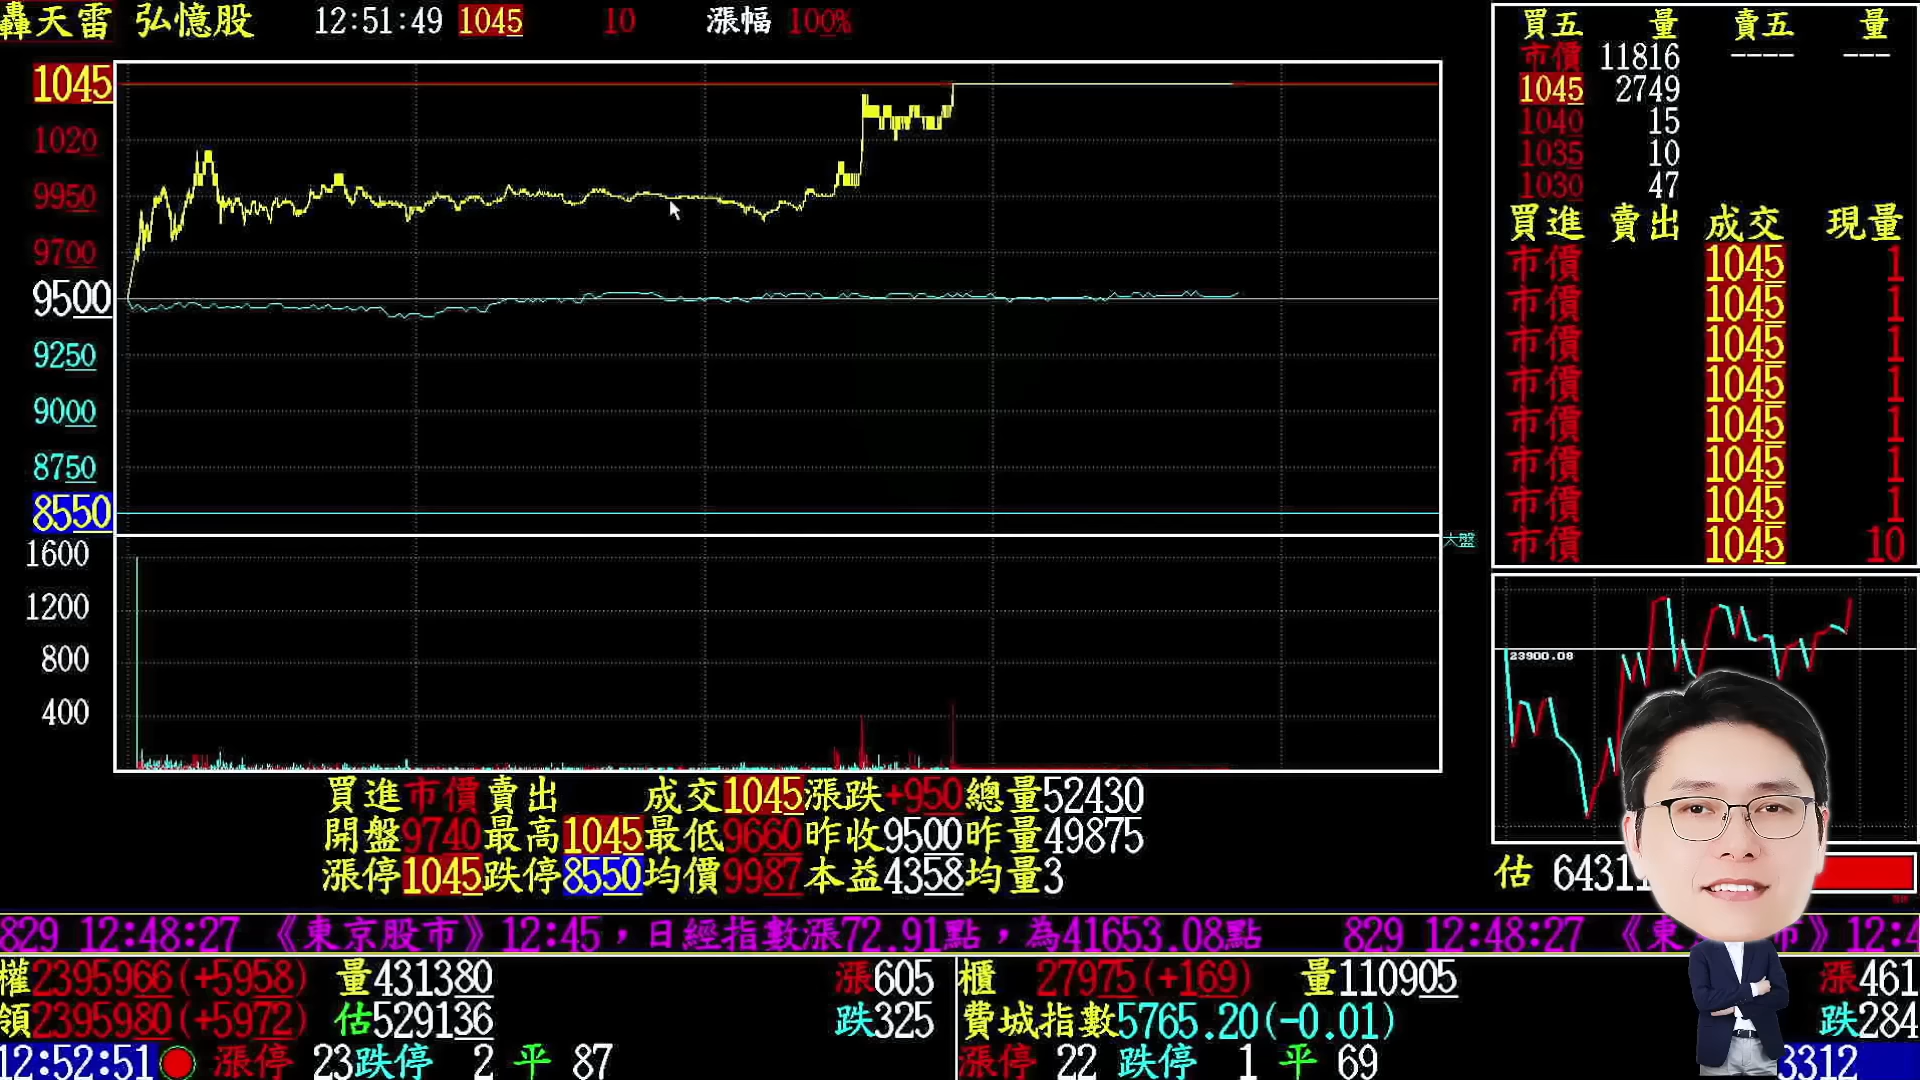 轟天雷 弘憶股 12:51:49 1045 10 漲幅 100%
1045
1020
9950
9700
9500
9250
9000
8750
8550
1600
1200
800
400
大盤
買五 量 賣五 量
市價 11816 ---- ---
1045 2749
1040 15
1035 10
1030 47
買進 賣出 成交 現量
市價 1045 1
市價 1045 1
市價 1045 1
市價 1045 1
市價 1045 1
市價 1045 1
市價 1045 1
市價 1045 10
23900.08
估 6431
買進市價賣出 成交1045漲跌+950總量52430
開盤9740最高1045最低9660昨收9500昨量49875
漲停1045跌停8550均價9987本益4358均量3
829 12:48:27 《東京股市》12:45，日經指數漲72.91點，為41653.08點 829 12:48:27 《東 市》12:4
權2395966(+5958) 量431380 漲605 櫃 27975(+169) 量110905 漲461
領2395980(+5972) 估529136 跌325 費城指數5765.20(-0.01) 跌284
12:52:51 漲停 23跌停 2 平 87 漲停 22 跌停 1 平 69 3312